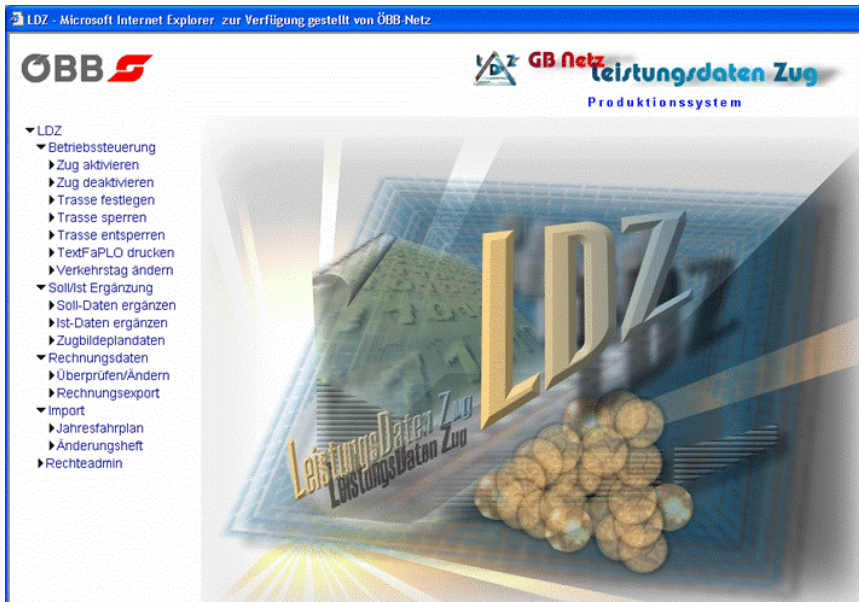 LDZ - Microsoft Internet Explorer zur Verfügung gestellt von ÖBB-Netz
ÖBB
LDZ GB Netz
Leistungsdaten Zug
Produktionssystem
LDZ
Betriebssteuerung
Zug aktivieren
Zug deaktivieren
Trasse festlegen
Trasse sperren
Trasse entsperren
TextFaPLO drucken
Verkehrstag ändern
Soll/Ist Ergänzung
Soll-Daten ergänzen
Ist-Daten ergänzen
Zugbildeplandaten
Rechnungsdaten
Überprüfen/Ändern
Rechnungsexport
Import
Jahresfahrplan
Änderungsheft
Rechteadmin
LDZ
LeistungsDaten Zug